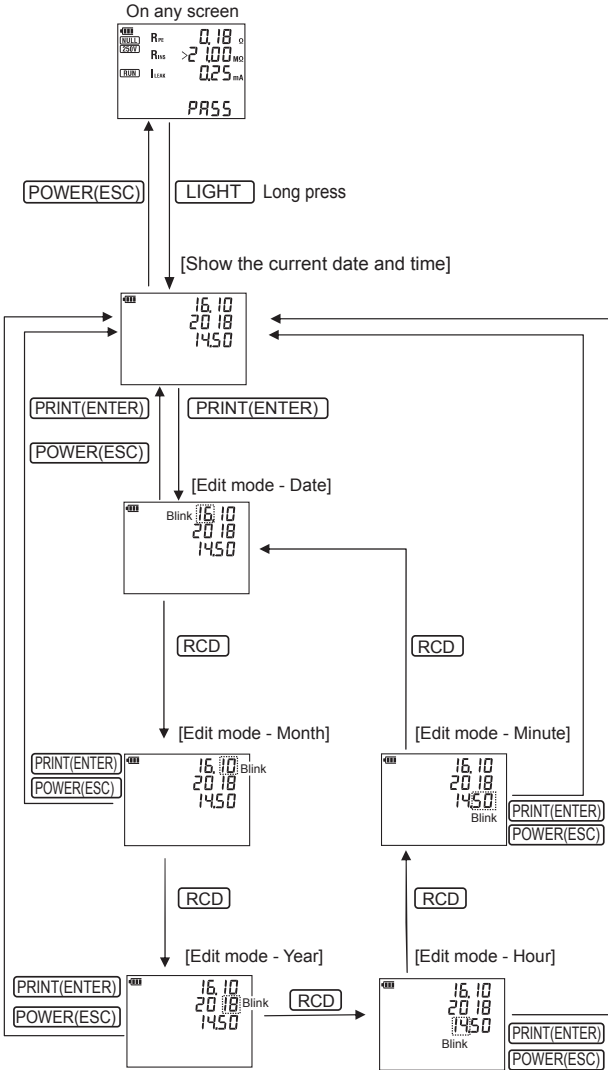 On any screen
NULL RPE 0.18 Ω
250V RINS >21.00 MΩ
RUN ILEAK 0.25 mA
PASS
POWER(ESC) LIGHT Long press
[Show the current date and time]
16.10
2018
14.50
PRINT(ENTER) PRINT(ENTER)
POWER(ESC)
[Edit mode - Date]
Blink 16.10
2018
14.50
RCD RCD
[Edit mode - Month] [Edit mode - Minute]
PRINT(ENTER) 16.10 Blink
POWER(ESC) 2018
14.50
16.10
2018
14.50
Blink
PRINT(ENTER)
POWER(ESC)
RCD RCD
[Edit mode - Year] [Edit mode - Hour]
PRINT(ENTER) 16.10
POWER(ESC) 2018 Blink
14.50
RCD
16.10
2018
14.50
Blink
PRINT(ENTER)
POWER(ESC)